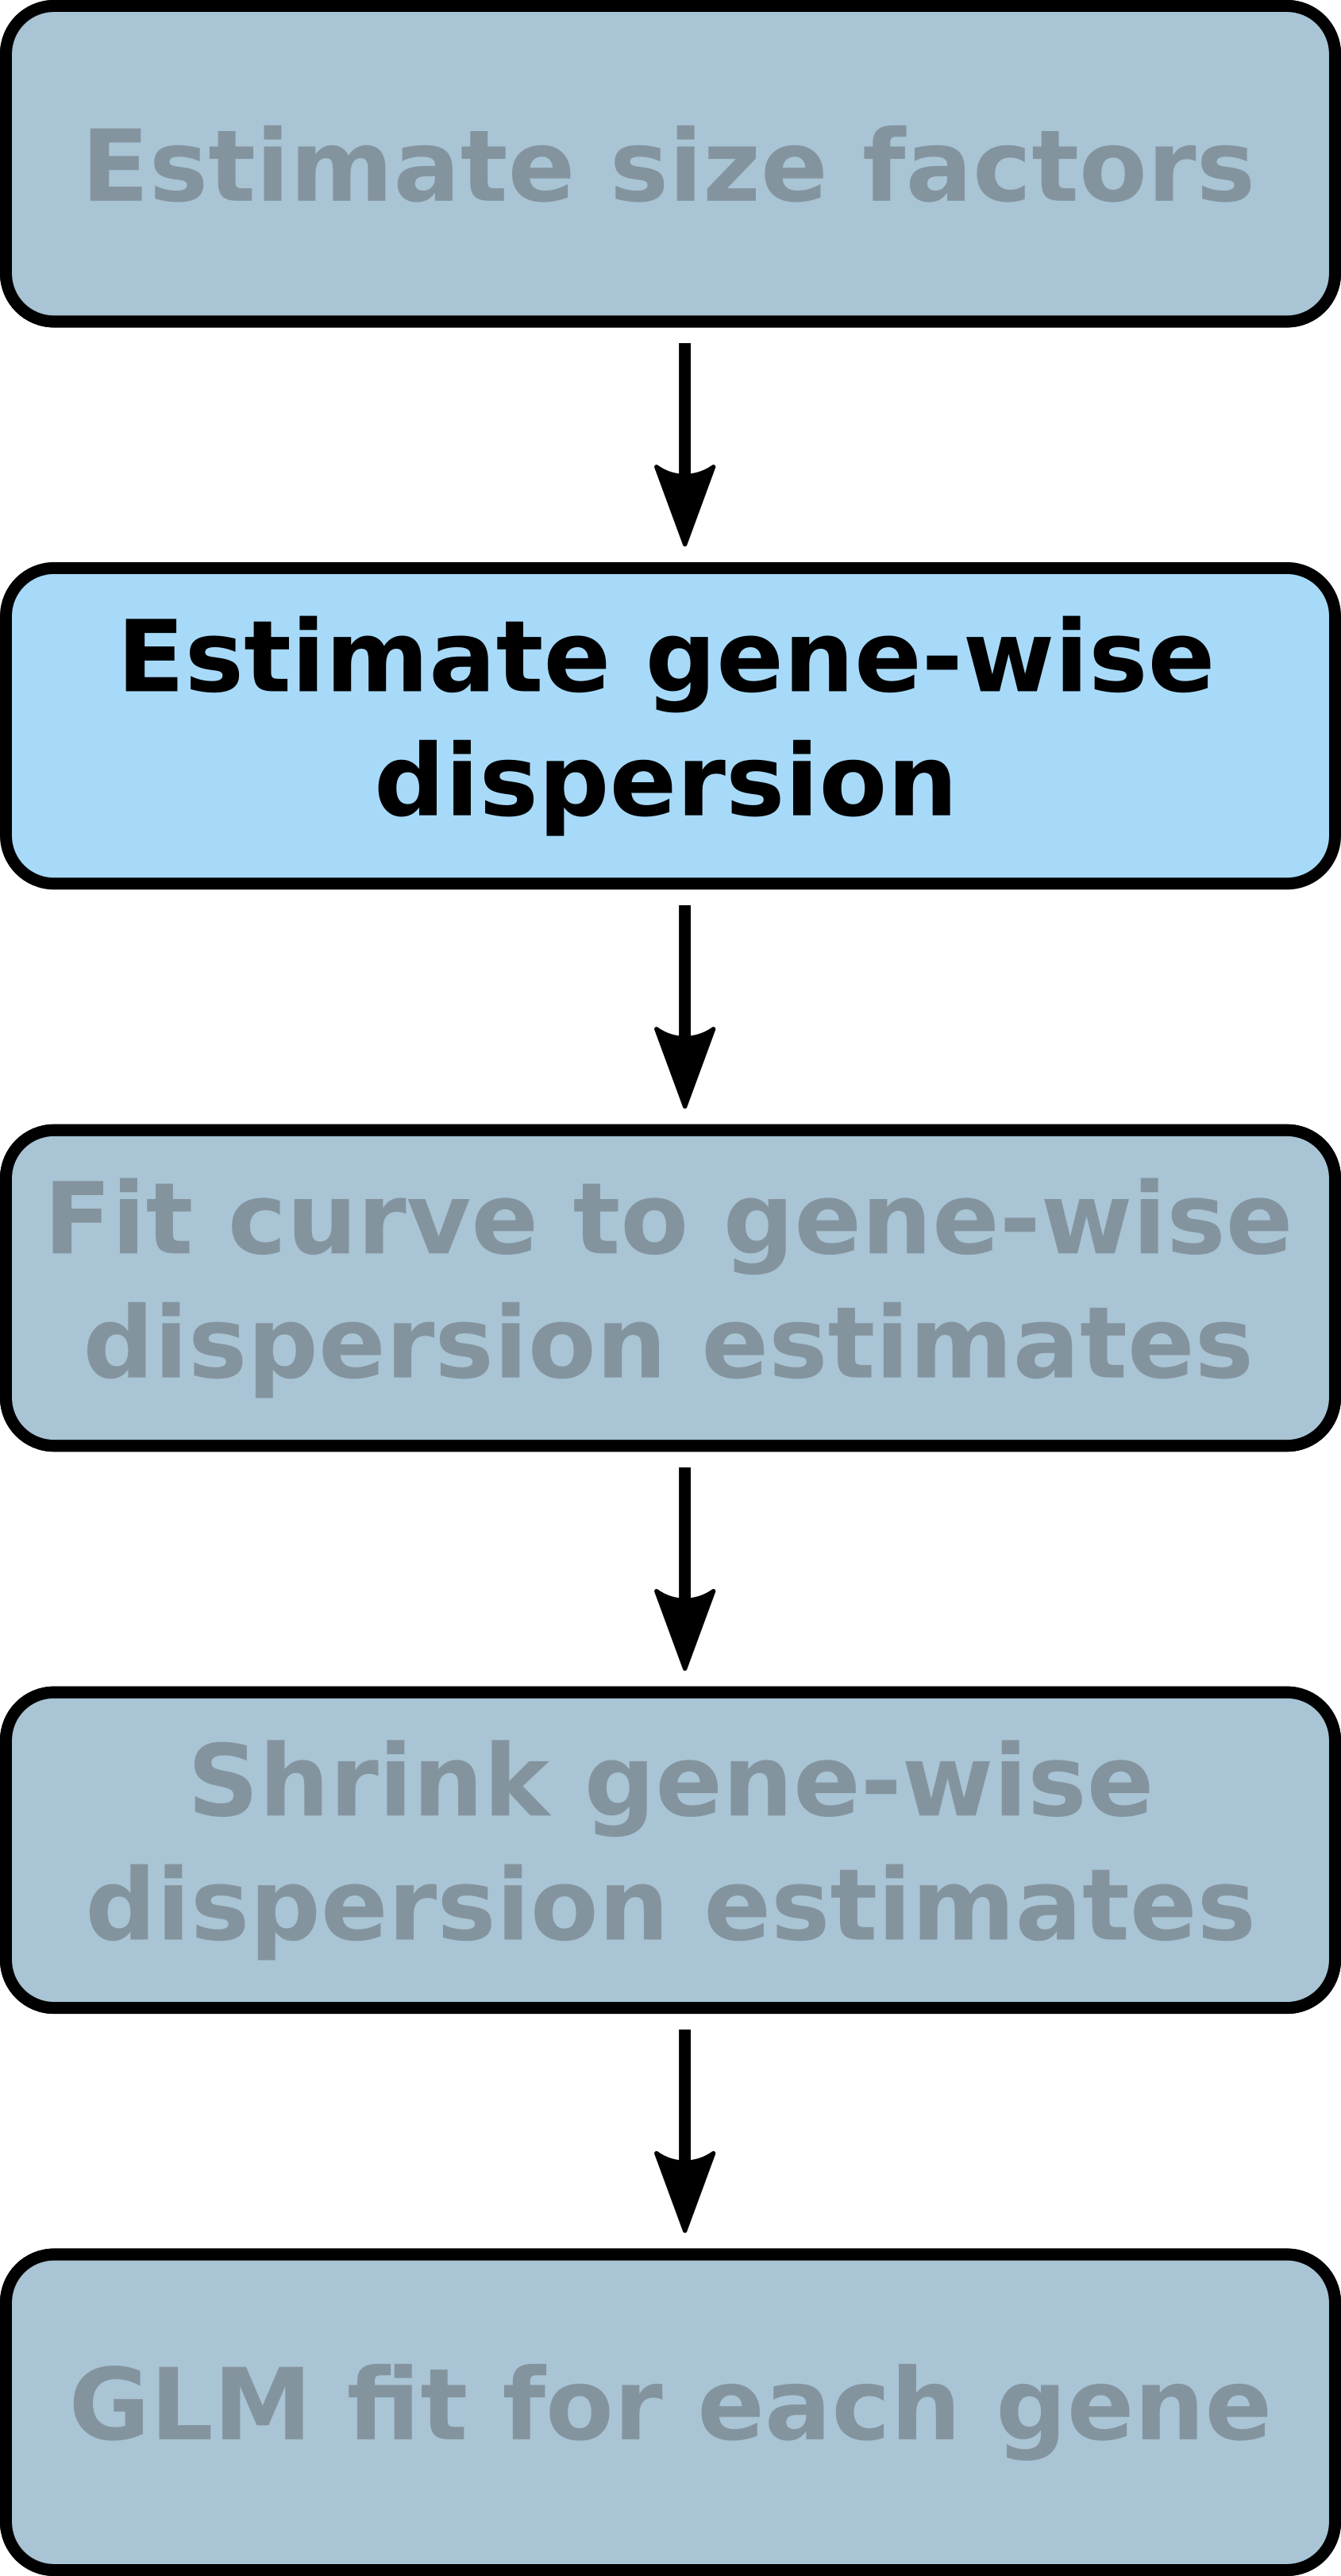 Estimate size factors
Estimate gene-wise
dispersion
Fit curve to gene-wise
dispersion estimates
Shrink gene-wise
dispersion estimates
GLM fit for each gene